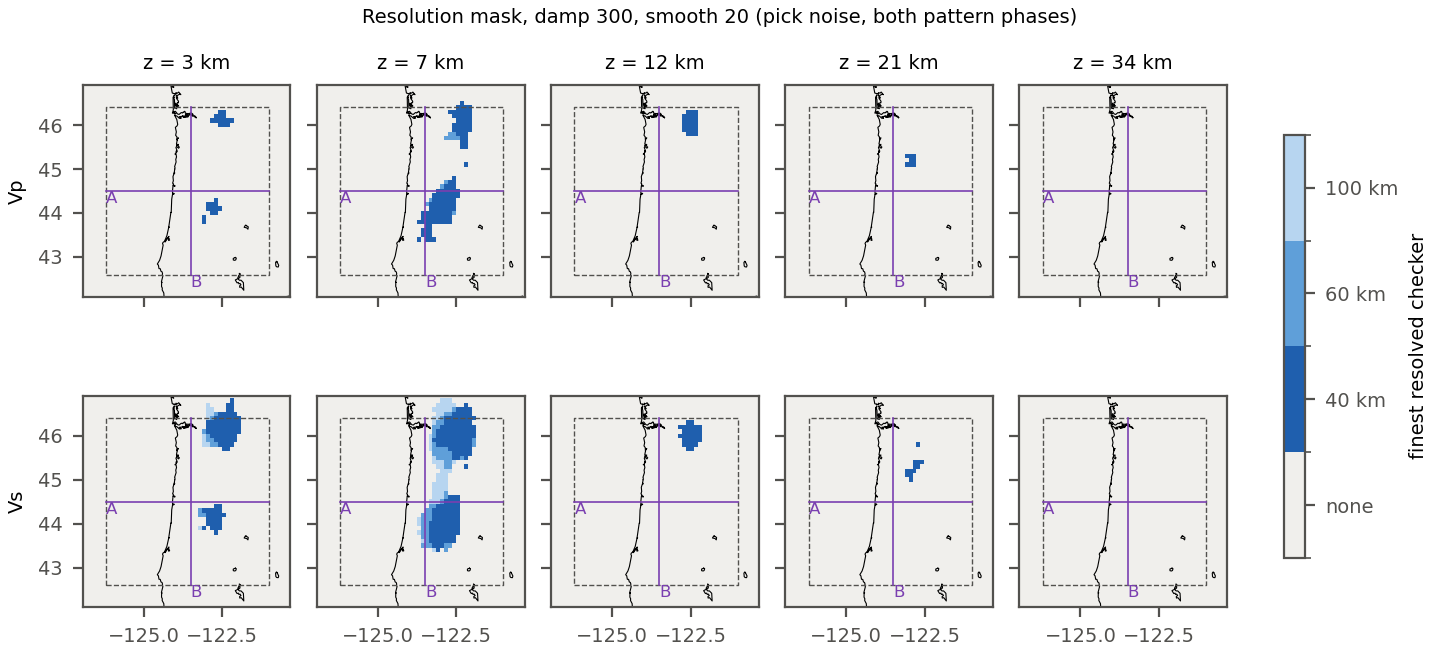 Resolution mask, damp 300, smooth 20 (pick noise, both pattern phases)
z = 3 km
z = 7 km
z = 12 km
z = 21 km
z = 34 km
Vp
46
45
44
43
A
B
A
B
A
B
A
B
A
B
Vs
46
45
44
43
A
B
A
B
A
B
A
B
A
B
−125.0 −122.5
−125.0 −122.5
−125.0 −122.5
−125.0 −122.5
−125.0 −122.5
100 km
60 km
40 km
none
finest resolved checker